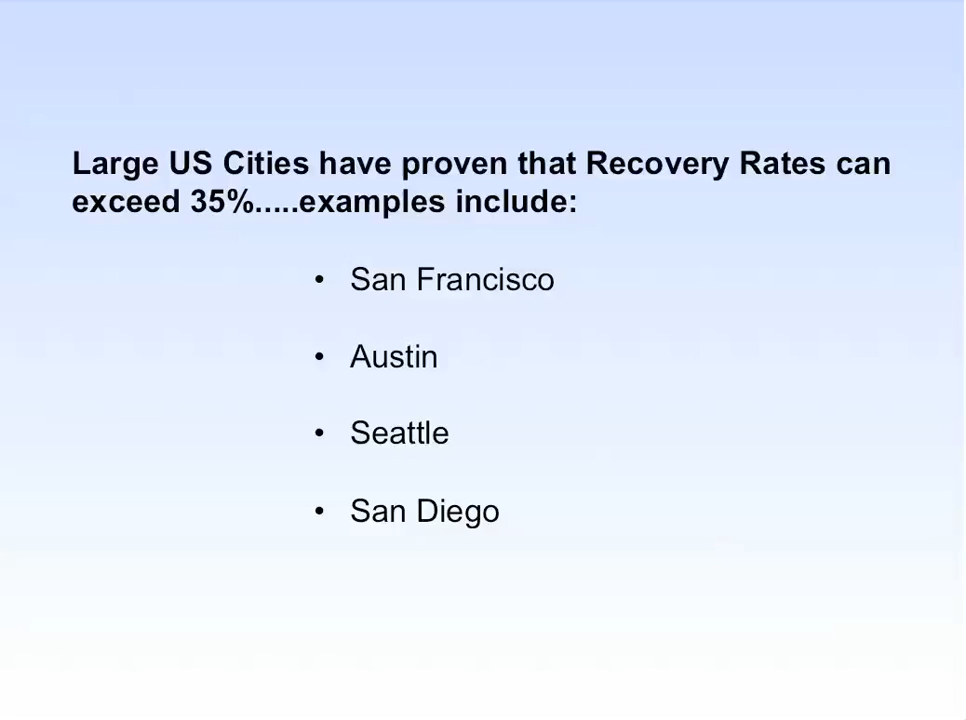 Large US Cities have proven that Recovery Rates can
exceed 35%.....examples include:
• San Francisco
• Austin
• Seattle
• San Diego